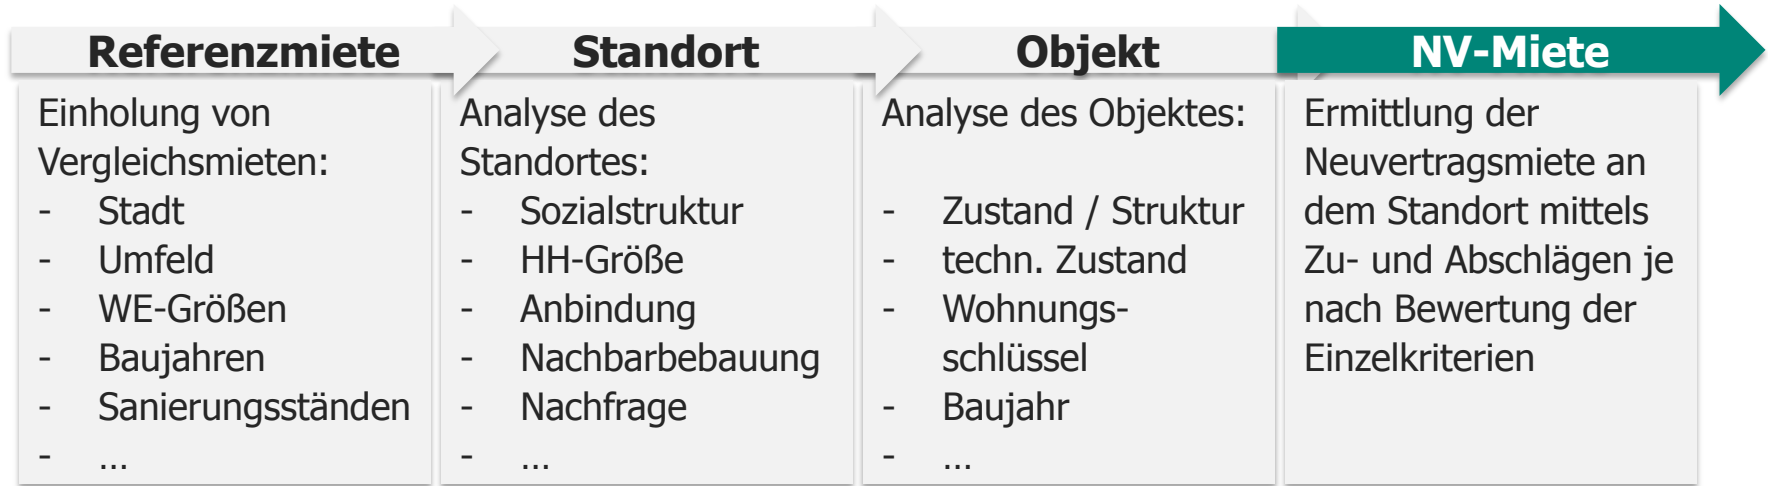 Referenzmiete
Einholung von
Vergleichsmieten:
- Stadt
- Umfeld
- WE-Größen
- Baujahren
- Sanierungsständen
- …
Standort
Analyse des
Standortes:
- Sozialstruktur
- HH-Größe
- Anbindung
- Nachbarbebauung
- Nachfrage
- …
Objekt
Analyse des Objektes:
- Zustand / Struktur
- techn. Zustand
- Wohnungs-
schlüssel
- Baujahr
- …
NV-Miete
Ermittlung der
Neuvertragsmiete an
dem Standort mittels
Zu- und Abschlägen je
nach Bewertung der
Einzelkriterien